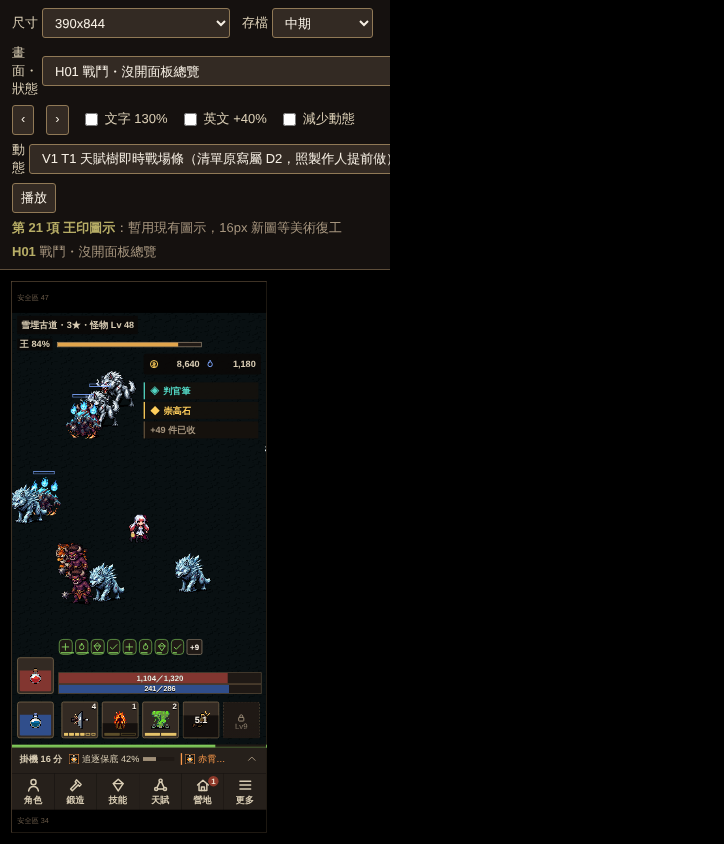 尺寸 390x844 存檔 中期
畫面・狀態 H01 戰鬥・沒開面板總覽
‹ › 文字 130% 英文 +40% 減少動態
動態 V1 T1 天賦樹即時戰場條（清單原寫屬 D2，照製作人提前做）
播放
第 21 項 王印圖示：暫用現有圖示，16px 新圖等美術復工
H01 戰鬥・沒開面板總覽
安全區 47
雪埋古道・3★・怪物 Lv 48
王 84%
8,640 1,180
判官筆
崇高石
+49 件已收
+9
1,104／1,320
241／286
4 1 2 5.1 Lv9
掛機 16 分 追逐保底 42% 赤霄…
1
角色 鍛造 技能 天賦 營地 更多
安全區 34